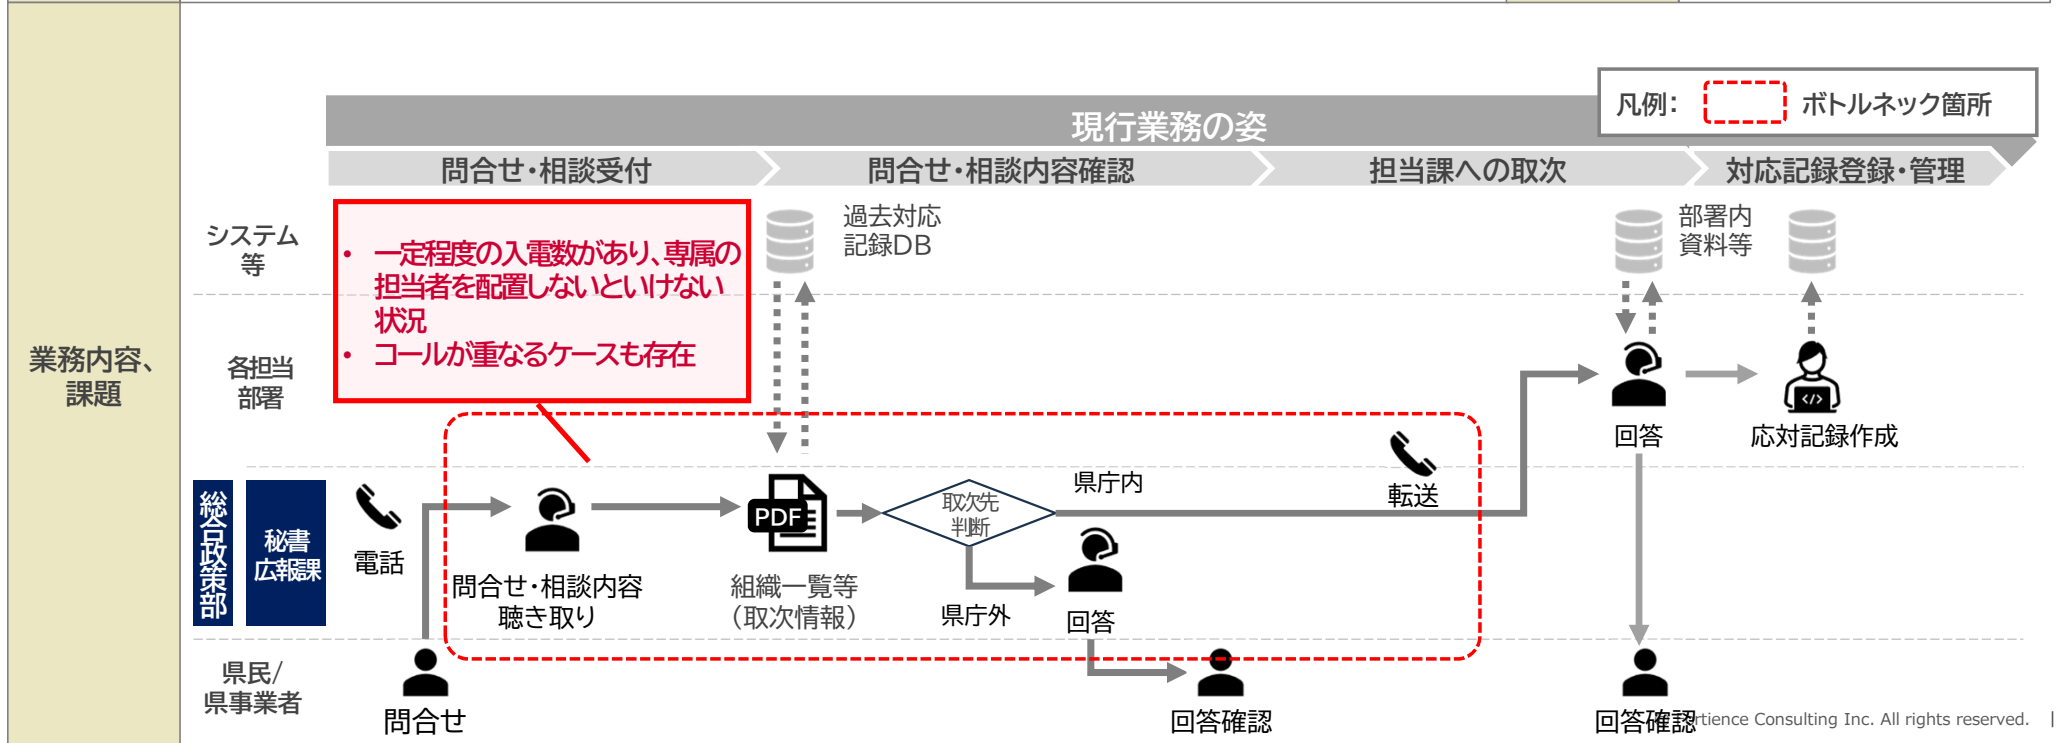 凡例：
ボトルネック箇所
現行業務の姿
問合せ・相談受付
問合せ・相談内容確認
担当課への取次
対応記録登録・管理
業務内容、
課題
システム
等
• 一定程度の入電数があり、専属の
担当者を配置しないといけない
状況
• コールが重なるケースも存在
過去対応
記録DB
部署内
資料等
各担当
部署
回答
応対記録作成
総合政策部
秘書
広報課
電話
問合せ・相談内容
聴き取り
PDF
組織一覧等
（取次情報）
取次先
判断
県庁内
県庁外
回答
転送
県民/
県事業者
問合せ
回答確認
回答確認
rtience Consulting Inc. All rights reserved. |